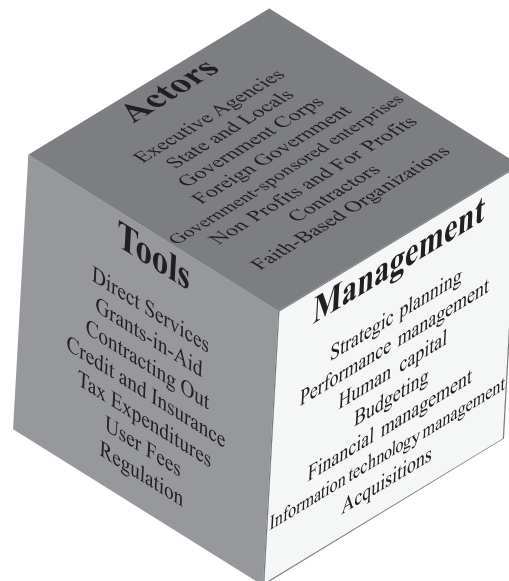 Actors
Executive Agencies
State and Locals
Government Corps
Foreign Government
Government-sponsored enterprises
Non Profits and For Profits
Contractors
Faith-Based Organizations
Tools
Direct Services
Grants-in-Aid
Contracting Out
Credit and Insurance
Tax Expenditures
User Fees
Regulation
Management
Strategic planning
Performance management
Human capital
Budgeting
Financial management
Information technology management
Acquisitions